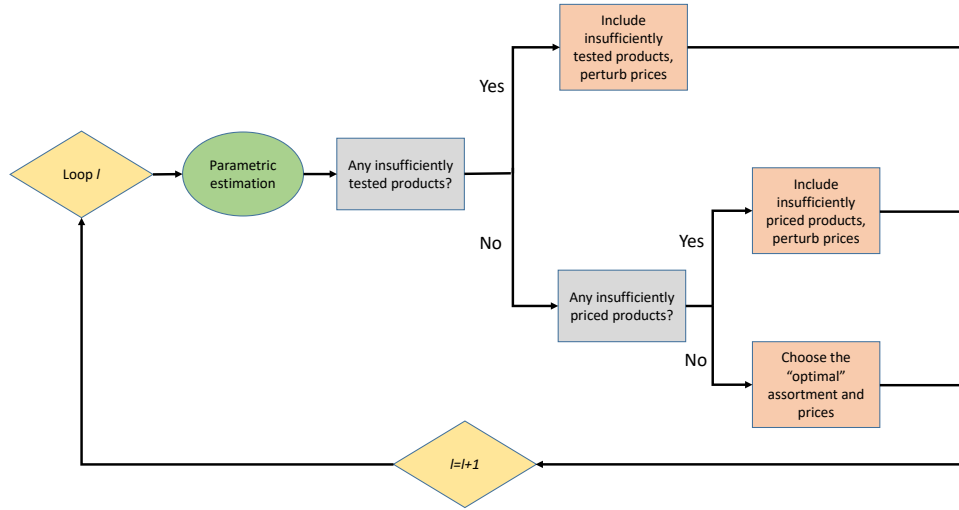 Include
insufficiently
tested products,
perturb prices
Yes
Loop l
Parametric
estimation
Any insufficiently
tested products?
No
Include
insufficiently
priced products,
perturb prices
Yes
Any insufficiently
priced products?
No
Choose the
“optimal”
assortment and
prices
l=l+1